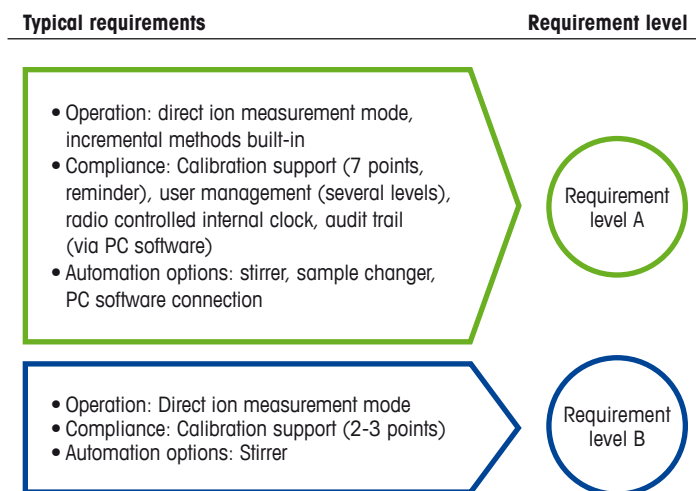 Typical requirements
Requirement level
• Operation: direct ion measurement mode,
incremental methods built-in
• Compliance: Calibration support (7 points,
reminder), user management (several levels),
radio controlled internal clock, audit trail
(via PC software)
• Automation options: stirrer, sample changer,
PC software connection
Requirement
level A
• Operation: Direct ion measurement mode
• Compliance: Calibration support (2-3 points)
• Automation options: Stirrer
Requirement
level B